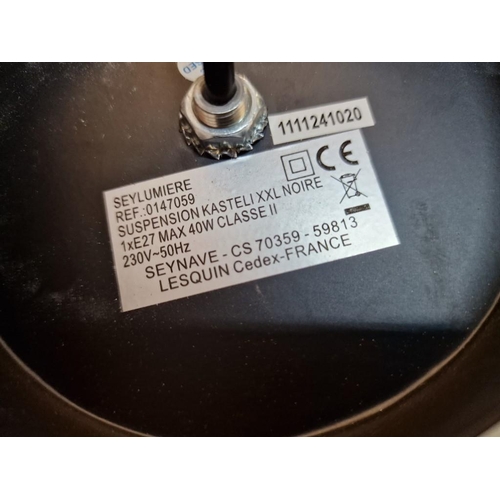 1111241020
SEYLUMIERE
REF.:0147059
SUSPENSION KASTELI XXL NOIRE
1xE27 MAX 40W CLASSE II
230V~50Hz
CE
SEYNAVE - CS 70359 - 59813
LESQUIN Cedex-FRANCE